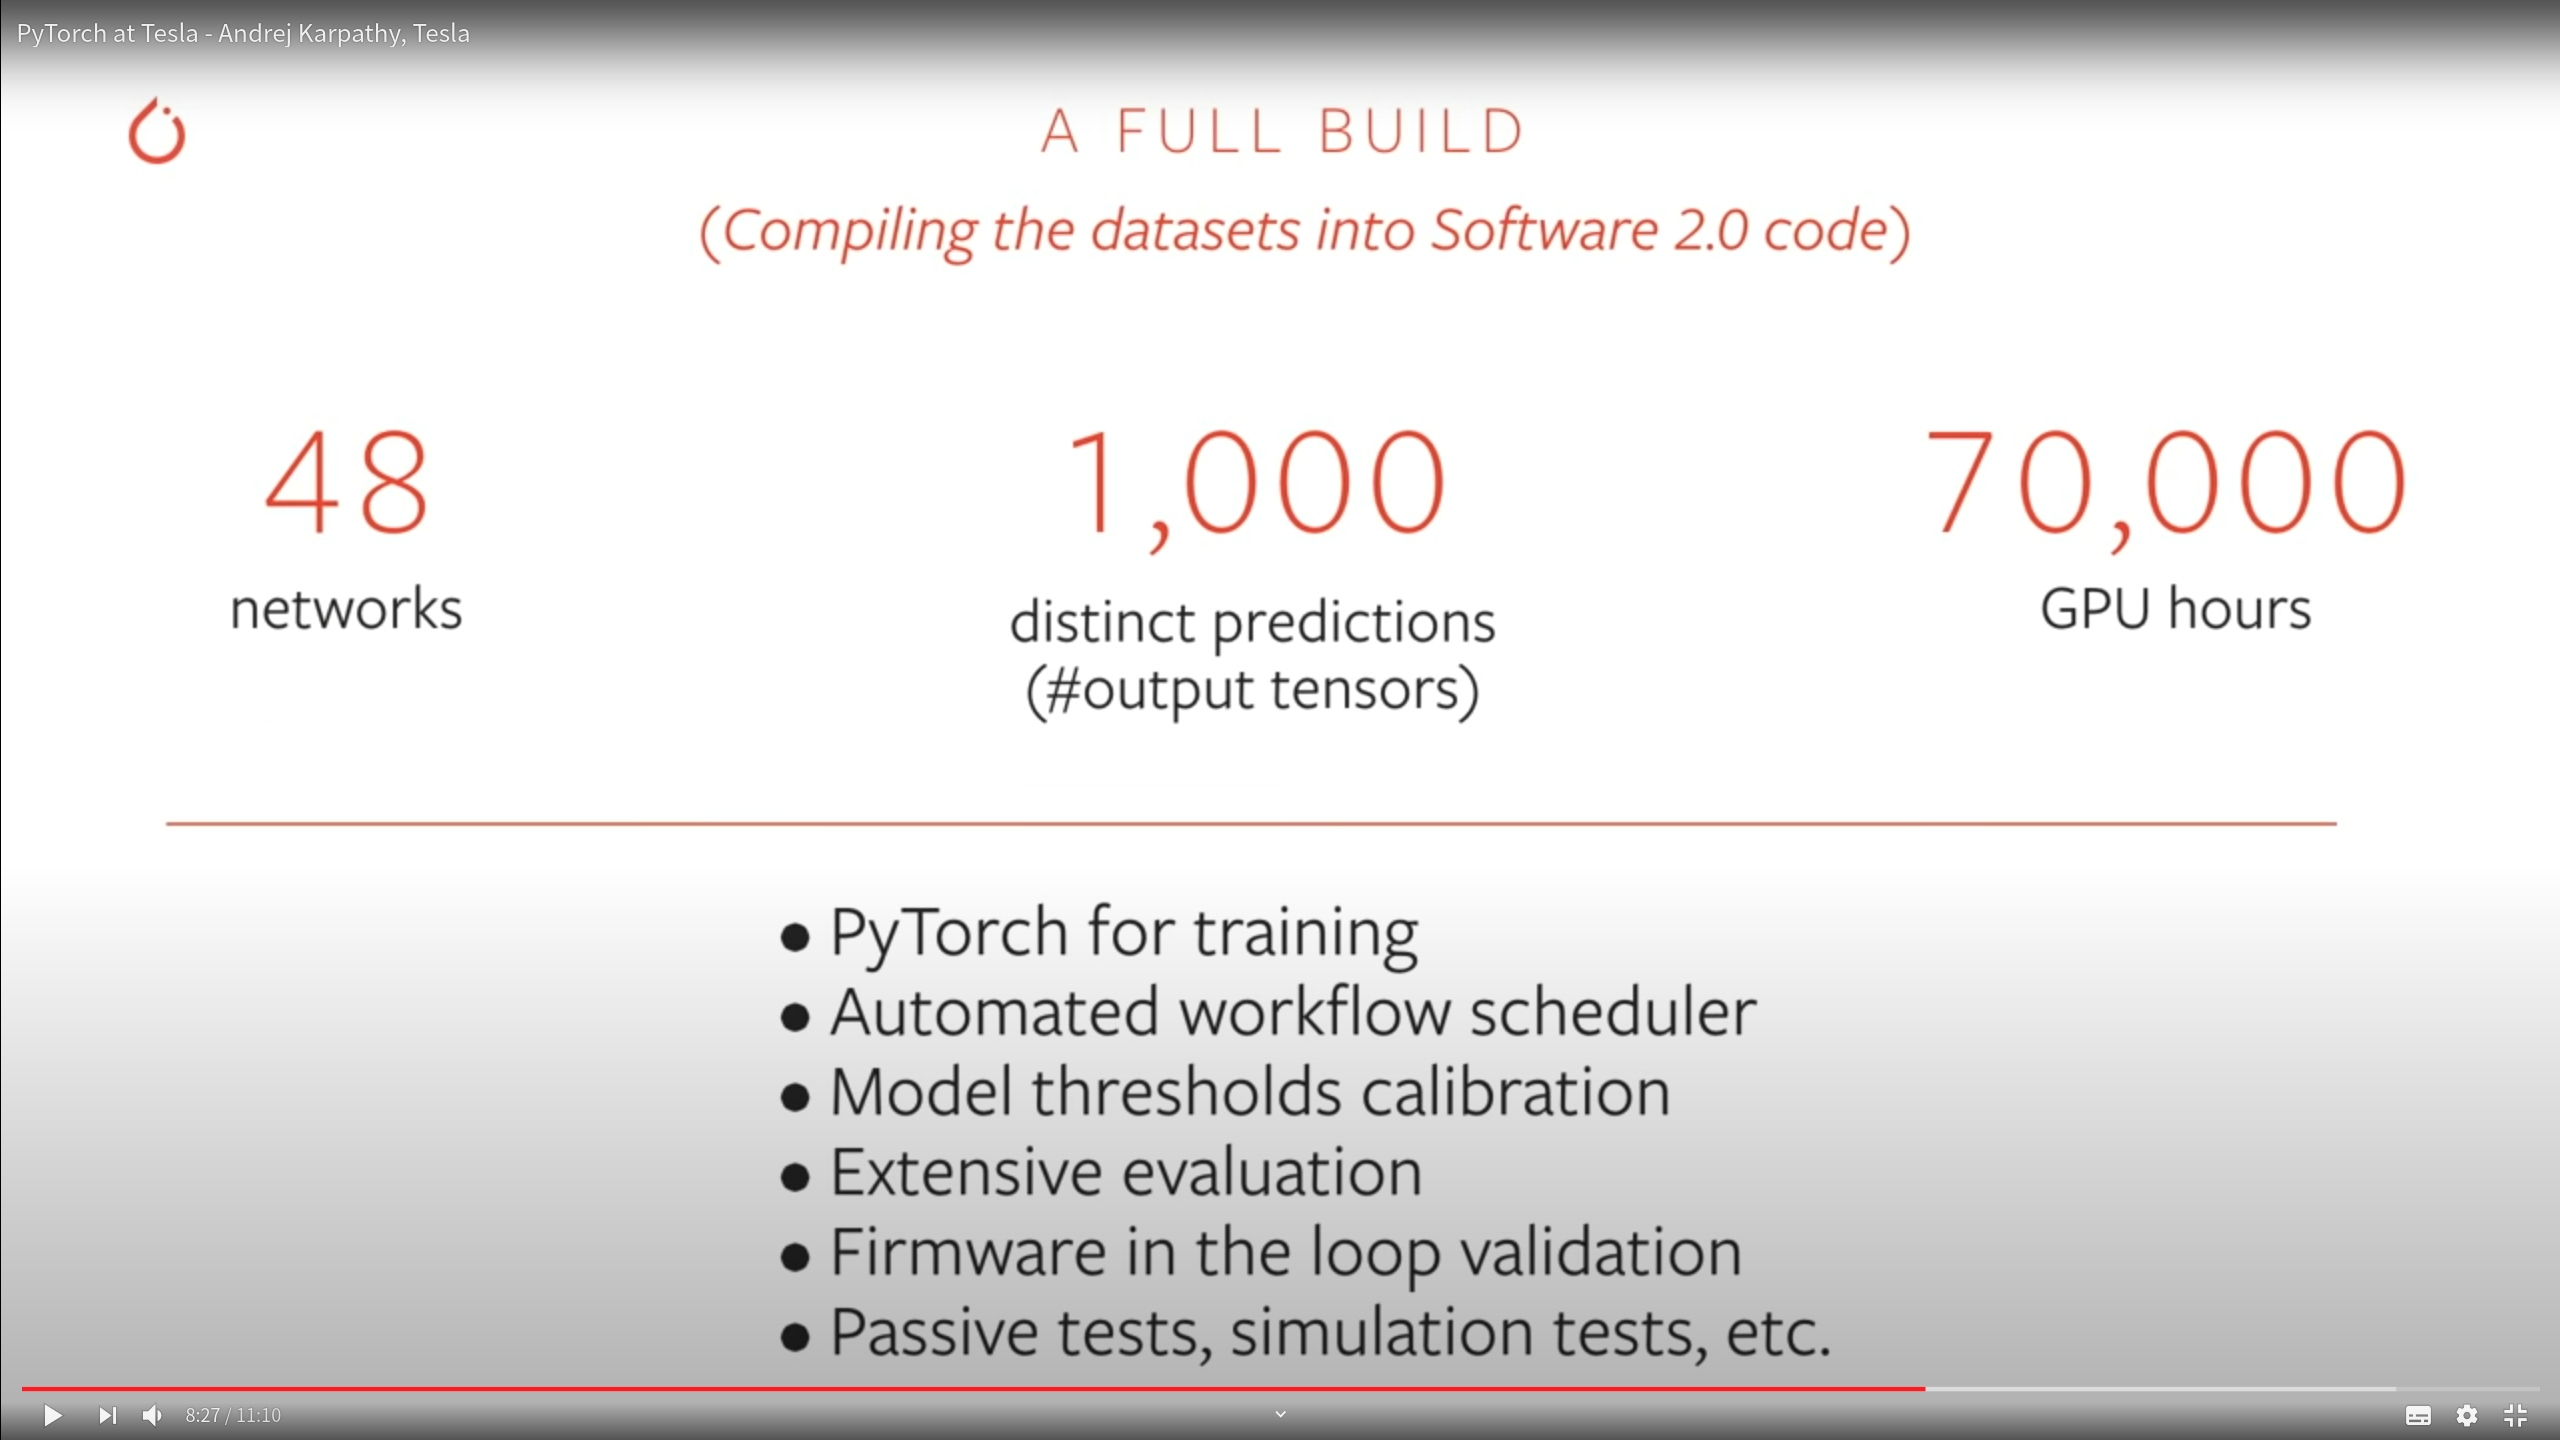 PyTorch at Tesla - Andrej Karpathy, Tesla
A FULL BUILD
(Compiling the datasets into Software 2.0 code)
48
networks
1,000
distinct predictions
(#output tensors)
70,000
GPU hours
● PyTorch for training
● Automated workflow scheduler
● Model thresholds calibration
● Extensive evaluation
● Firmware in the loop validation
● Passive tests, simulation tests, etc.
8:27 / 11:10